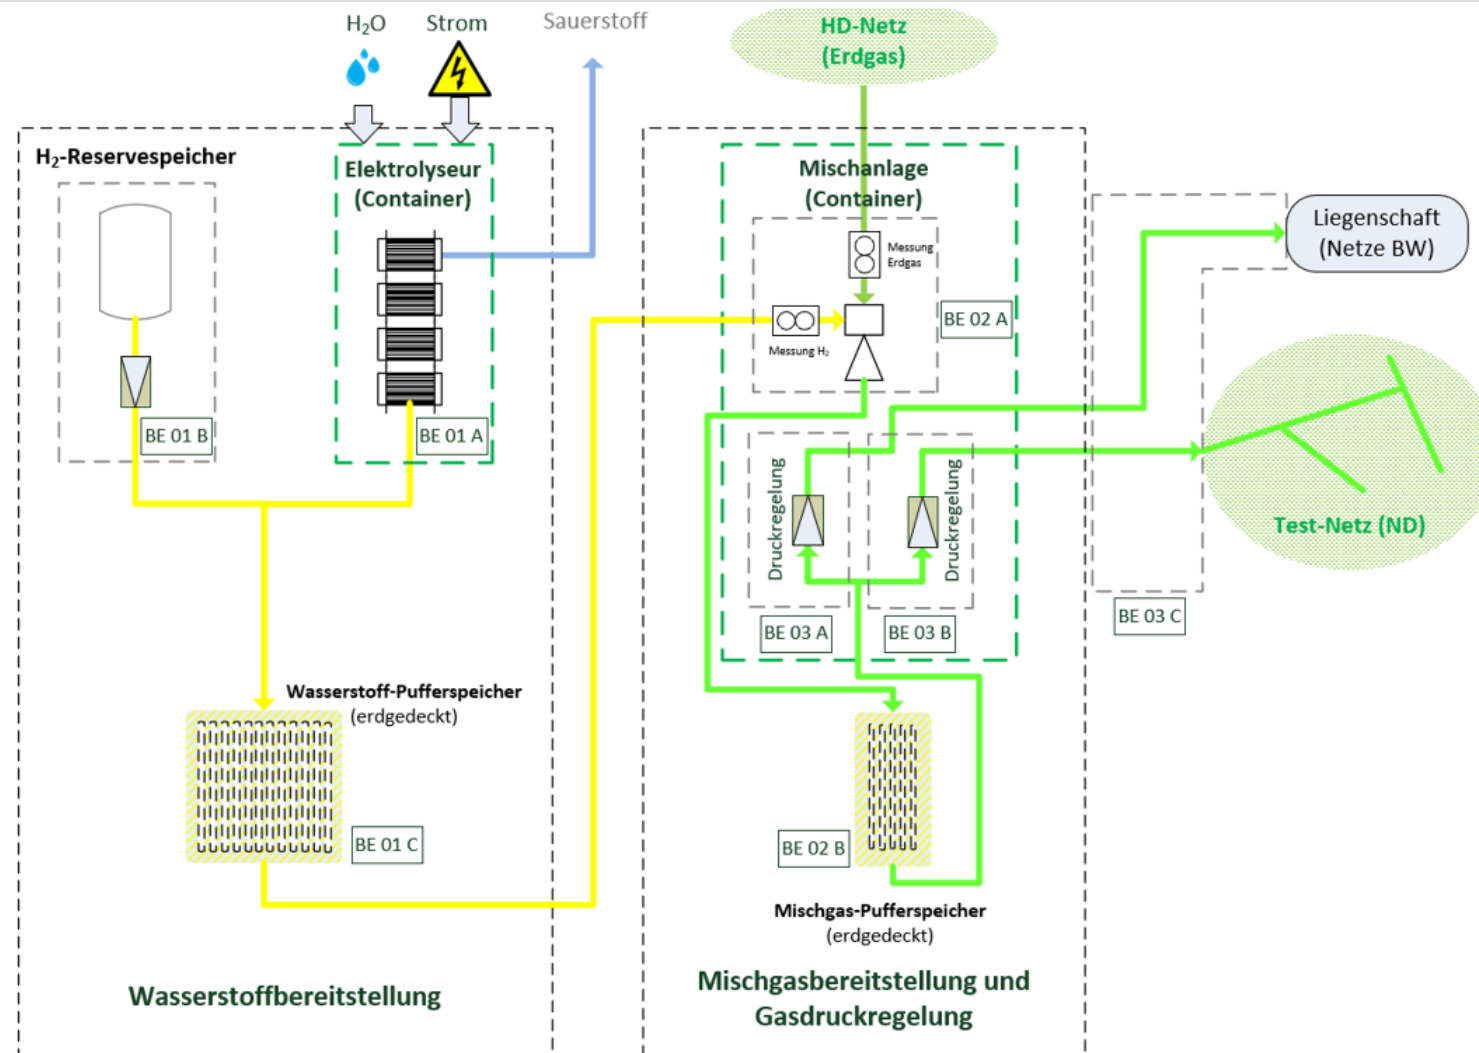 H₂O
Strom
Sauerstoff
HD-Netz
(Erdgas)
H₂-Reservespeicher
Elektrolyseur
(Container)
BE 01 B
BE 01 A
Mischanlage
(Container)
Messung
Erdgas
Messung H₂
BE 02 A
Liegenschaft
(Netze BW)
Druckregelung
Druckregelung
Test-Netz (ND)
BE 03 A
BE 03 B
BE 03 C
Wasserstoff-Pufferspeicher
(erdgedeckt)
BE 01 C
BE 02 B
Mischgas-Pufferspeicher
(erdgedeckt)
Wasserstoffbereitstellung
Mischgasbereitstellung und
Gasdruckregelung